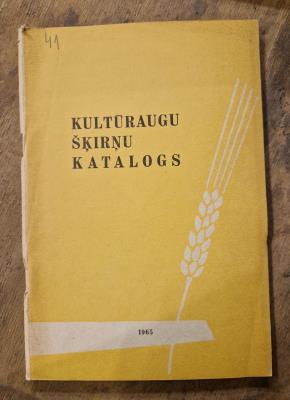 41
KULTŪRAUGU
ŠĶIRŅU
KATALOGS
1965